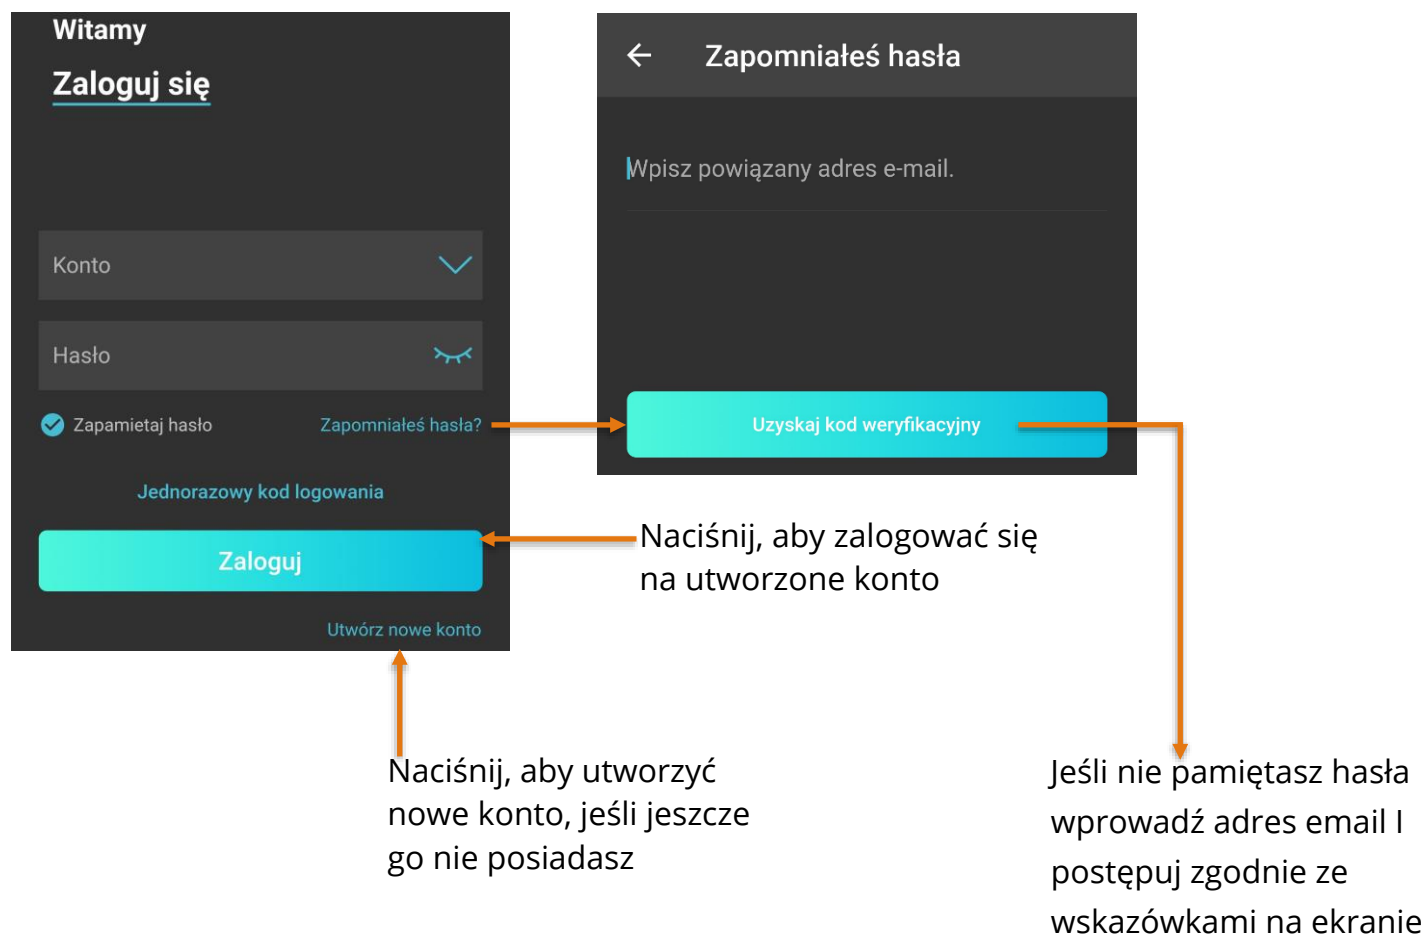 Witamy
Zaloguj się
Konto
Hasło
Zapamietaj hasło
Zapomniałeś hasła?
Jednorazowy kod logowania
Zaloguj
Utwórz nowe konto
Zapomniałeś hasła
Wpisz powiązany adres e-mail.
Uzyskaj kod weryfikacyjny
Naciśnij, aby zalogować się
na utworzone konto
Naciśnij, aby utworzyć
nowe konto, jeśli jeszcze
go nie posiadasz
Jeśli nie pamiętasz hasła
wprowadź adres email I
postępuj zgodnie ze
wskazówkami na ekranie